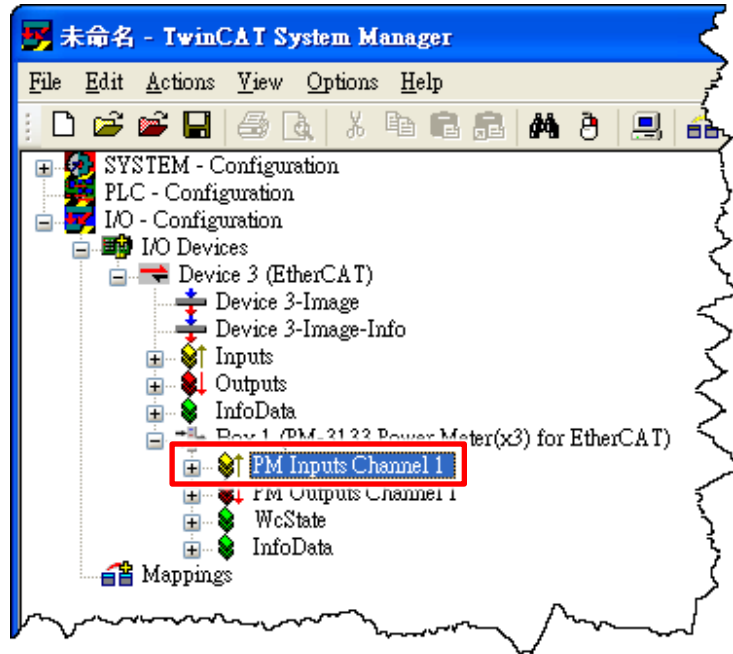 未命名 - TwinCAT System Manager
File Edit Actions View Options Help
SYSTEM - Configuration
PLC - Configuration
I/O - Configuration
I/O Devices
Device 3 (EtherCAT)
Device 3-Image
Device 3-Image-Info
Inputs
Outputs
InfoData
Box 1 (PM-3133 Power Meter(x3) for EtherCAT)
PM Inputs Channel 1
PM Outputs Channel 1
WcState
InfoData
Mappings